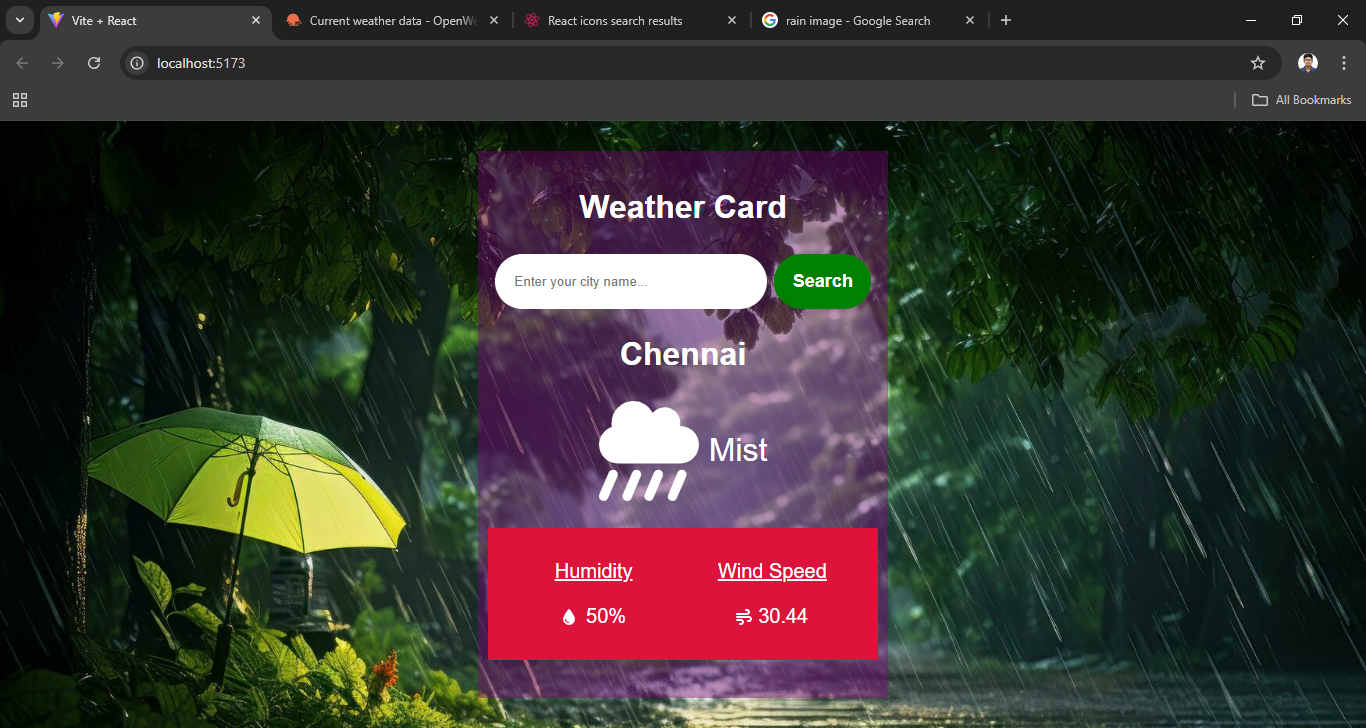 Vite + React
Current weather data - OpenWe
React icons search results
rain image - Google Search
localhost:5173
All Bookmarks
Weather Card
Enter your city name...
Search
Chennai
Mist
Humidity
Wind Speed
50%
30.44